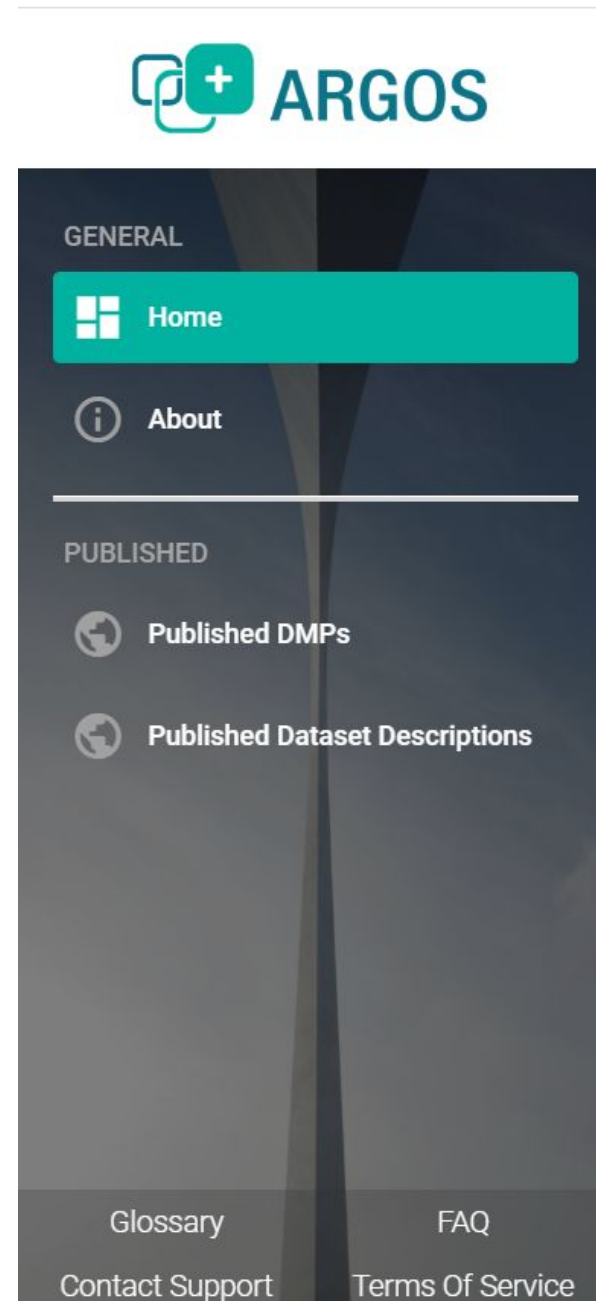 ARGOS
GENERAL
Home
About
PUBLISHED
Published DMPs
Published Dataset Descriptions
Glossary FAQ
Contact Support Terms Of Service